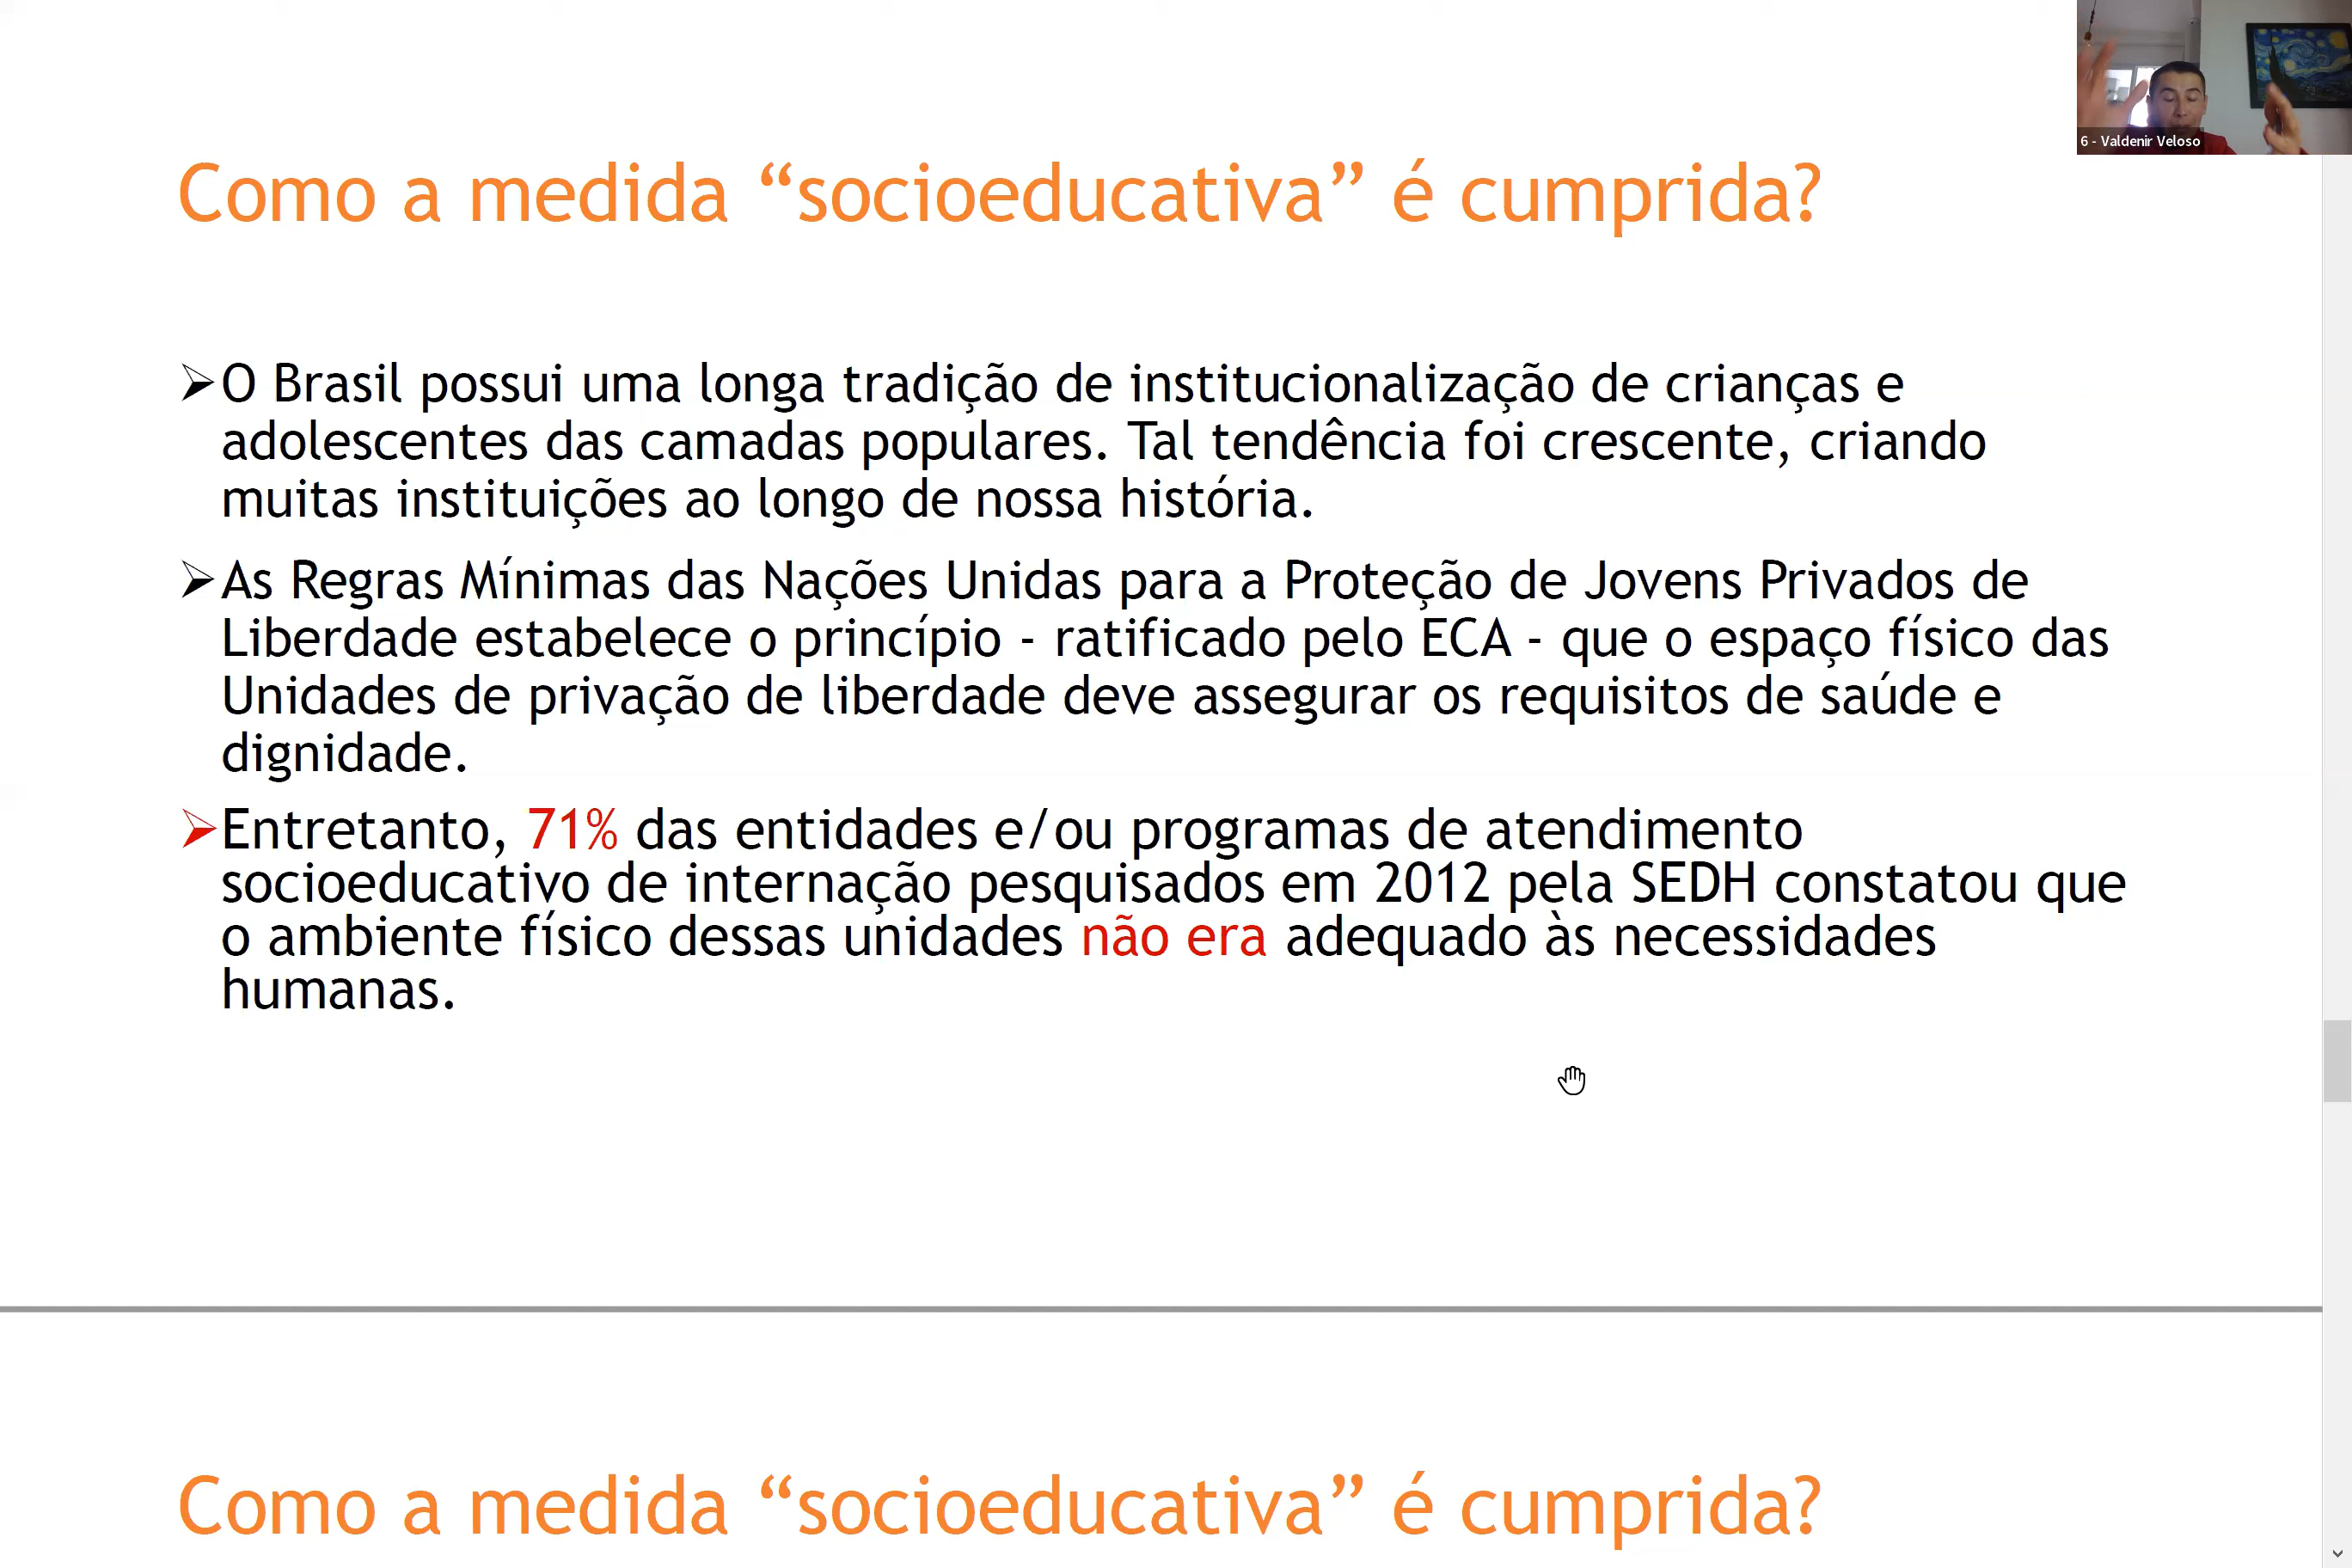 6 - Valdenir Veloso
Como a medida “socioeducativa” é cumprida?
➢O Brasil possui uma longa tradição de institucionalização de crianças e
adolescentes das camadas populares. Tal tendência foi crescente, criando
muitas instituições ao longo de nossa história.
➢As Regras Mínimas das Nações Unidas para a Proteção de Jovens Privados de
Liberdade estabelece o princípio - ratificado pelo ECA - que o espaço físico das
Unidades de privação de liberdade deve assegurar os requisitos de saúde e
dignidade.
➢Entretanto, 71% das entidades e/ou programas de atendimento
socioeducativo de internação pesquisados em 2012 pela SEDH constatou que
o ambiente físico dessas unidades não era adequado às necessidades
humanas.
Como a medida “socioeducativa” é cumprida?